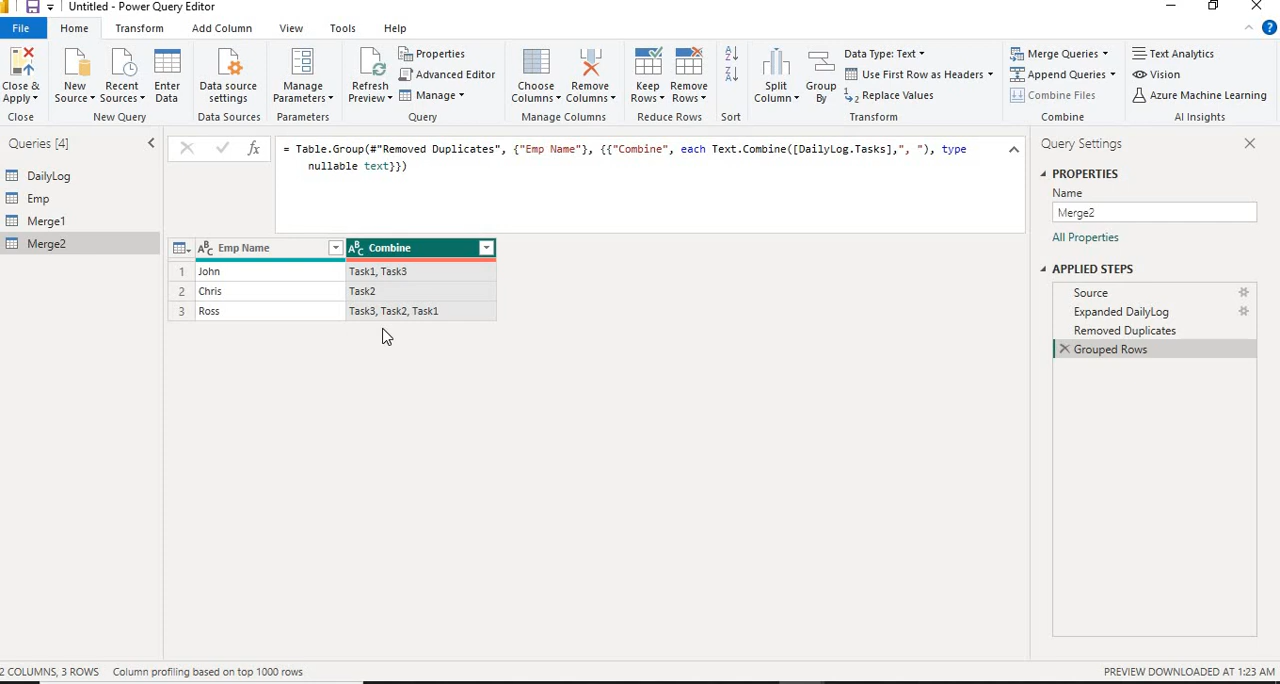 Untitled - Power Query Editor
File Home Transform Add Column View Tools Help
Close & Apply
New Source
Recent Sources
Enter Data
Data source settings
Manage Parameters
Refresh Preview
Properties
Advanced Editor
Manage
Choose Columns
Remove Columns
Keep Rows
Remove Rows
Split Column
Group By
Data Type: Text
Use First Row as Headers
Replace Values
Merge Queries
Append Queries
Combine Files
Text Analytics
Vision
Azure Machine Learning
Close New Query Data Sources Parameters Query Manage Columns Reduce Rows Sort Transform Combine AI Insights
Queries [4]
DailyLog
Emp
Merge1
Merge2
fx
= Table.Group(#"Removed Duplicates", {"Emp Name"}, {{"Combine", each Text.Combine([DailyLog.Tasks],", "), type
nullable text}})
Emp Name Combine
1 John Task1, Task3
2 Chris Task2
3 Ross Task3, Task2, Task1
Query Settings
PROPERTIES
Name
Merge2
All Properties
APPLIED STEPS
Source
Expanded DailyLog
Removed Duplicates
Grouped Rows
2 COLUMNS, 3 ROWS Column profiling based on top 1000 rows PREVIEW DOWNLOADED AT 1:23 AM